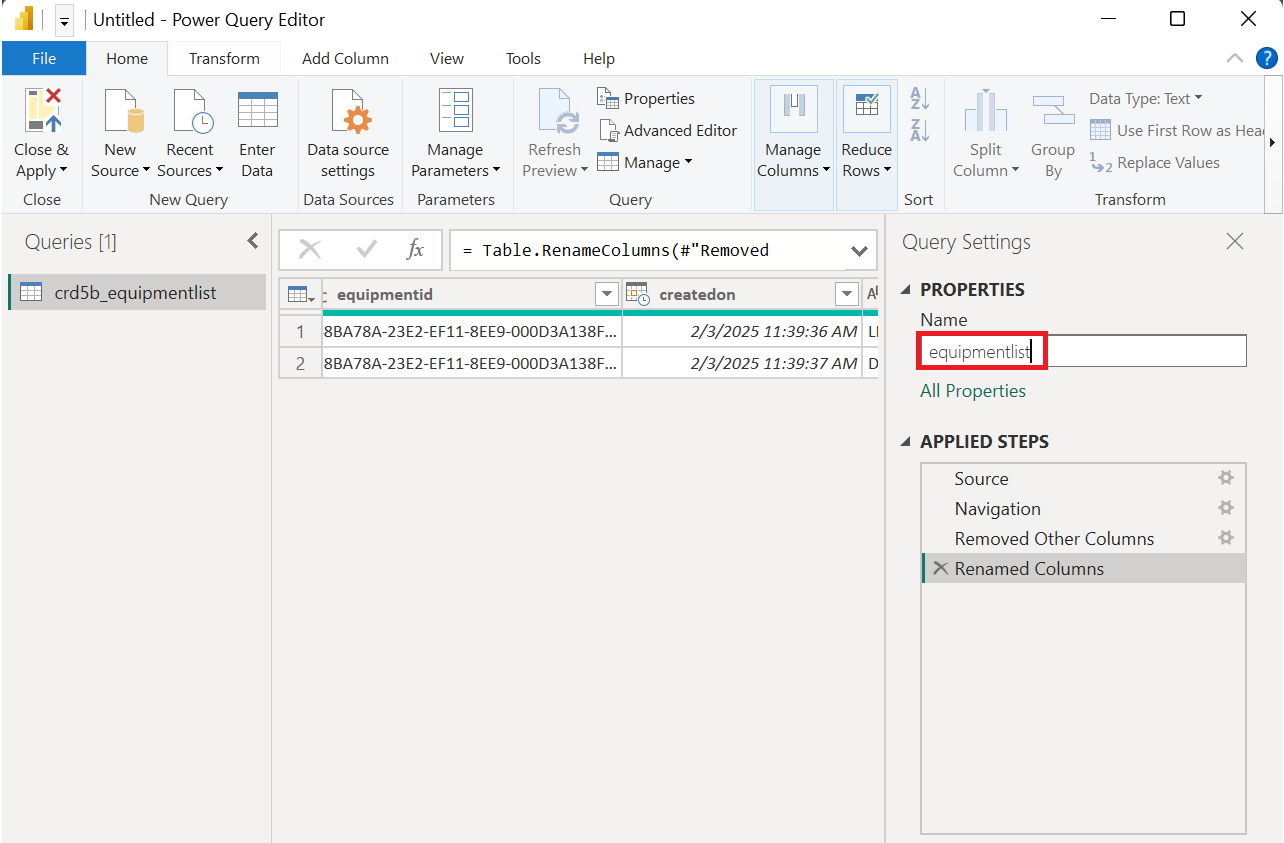 Untitled - Power Query Editor
File Home Transform Add Column View Tools Help
Close & Apply
Close
New Source
Recent Sources
Enter Data
New Query
Data source settings
Data Sources
Manage Parameters
Parameters
Refresh Preview
Properties
Advanced Editor
Manage
Query
Manage Columns
Reduce Rows
A Z
Z A
Sort
Split Column
Group By
Data Type: Text
Use First Row as Hea
1 2 Replace Values
Transform
?
Queries [1]
crd5b_equipmentlist
fx
= Table.RenameColumns(#"Removed
equipmentid createdon
1 8BA78A-23E2-EF11-8EE9-000D3A138F... 2/3/2025 11:39:36 AM
2 8BA78A-23E2-EF11-8EE9-000D3A138F... 2/3/2025 11:39:37 AM D
Query Settings
PROPERTIES
Name
equipmentlist
All Properties
APPLIED STEPS
Source
Navigation
Removed Other Columns
Renamed Columns